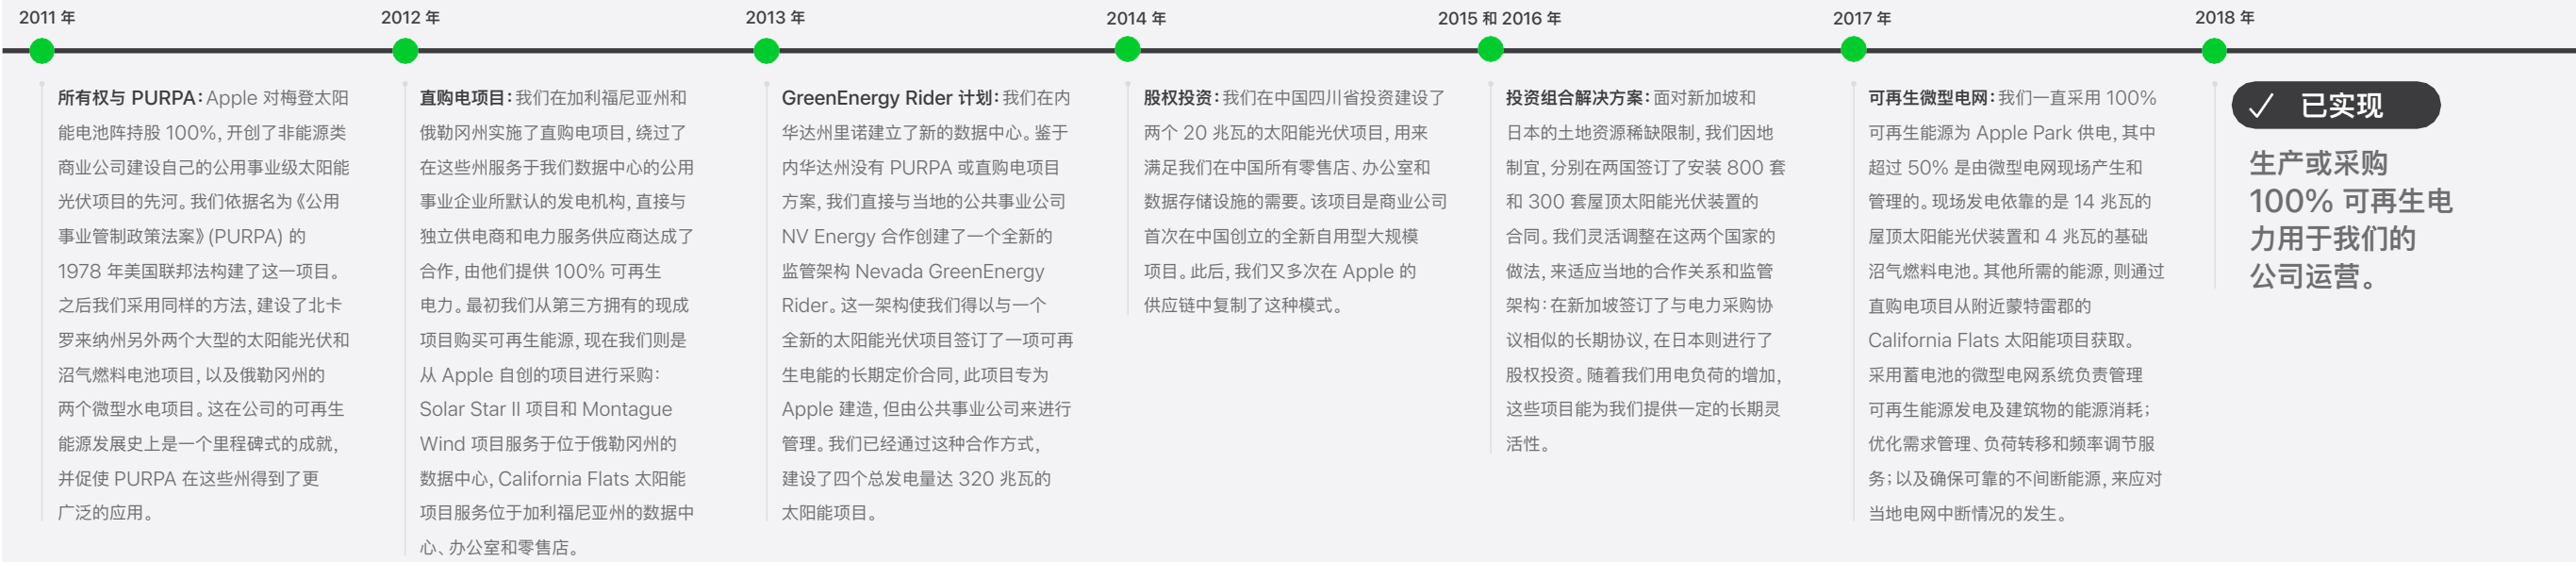 2011 年
所有权与 PURPA：Apple 对梅登太阳
能电池阵持股 100%，开创了非能源类
商业公司建设自己的公用事业级太阳能
光伏项目的先河。我们依据名为《公用
事业管制政策法案》(PURPA) 的
1978 年美国联邦法构建了这一项目。
之后我们采用同样的方法，建设了北卡
罗来纳州另外两个大型的太阳能光伏和
沼气燃料电池项目，以及俄勒冈州的
两个微型水电项目。这在公司的可再生
能源发展史上是一个里程碑式的成就，
并促使 PURPA 在这些州得到了更
广泛的应用。
2012 年
直购电项目：我们在加利福尼亚州和
俄勒冈州实施了直购电项目，绕过了
在这些州服务于我们数据中心的公用
事业企业所默认的发电机构，直接与
独立供电商和电力服务供应商达成了
合作，由他们提供 100% 可再生
电力。最初我们从第三方拥有的现成
项目购买可再生能源，现在我们则是
从 Apple 自创的项目进行采购：
Solar Star II 项目和 Montague
Wind 项目服务于位于俄勒冈州的
数据中心，California Flats 太阳能
项目服务位于加利福尼亚州的数据中
心、办公室和零售店。
2013 年
GreenEnergy Rider 计划：我们在内
华达州里诺建立了新的数据中心。鉴于
内华达州没有 PURPA 或直购电项目
方案，我们直接与当地的公共事业公司
NV Energy 合作创建了一个全新的
监管架构 Nevada GreenEnergy
Rider。这一架构使我们得以与一个
全新的太阳能光伏项目签订了一项可再
生电能的长期定价合同，此项目专为
Apple 建造，但由公共事业公司来进行
管理。我们已经通过这种合作方式，
建设了四个总发电量达 320 兆瓦的
太阳能项目。
2014 年
股权投资：我们在中国四川省投资建设了
两个 20 兆瓦的太阳能光伏项目，用来
满足我们在中国所有零售店、办公室和
数据存储设施的需要。该项目是商业公司
首次在中国创立的全新自用型大规模
项目。此后，我们又多次在 Apple 的
供应链中复制了这种模式。
2015 和 2016 年
投资组合解决方案：面对新加坡和
日本的土地资源稀缺限制，我们因地
制宜，分别在两国签订了安装 800 套
和 300 套屋顶太阳能光伏装置的
合同。我们灵活调整在这两个国家的
做法，来适应当地的合作关系和监管
架构：在新加坡签订了与电力采购协
议相似的长期协议，在日本则进行了
股权投资。随着我们用电负荷的增加，
这些项目能为我们提供一定的长期灵
活性。
2017 年
可再生微型电网：我们一直采用 100%
可再生能源为 Apple Park 供电，其中
超过 50% 是由微型电网现场产生和
管理的。现场发电依靠的是 14 兆瓦的
屋顶太阳能光伏装置和 4 兆瓦的基础
沼气燃料电池。其他所需的能源，则通过
直购电项目从附近蒙特雷郡的
California Flats 太阳能项目获取。
采用蓄电池的微型电网系统负责管理
可再生能源发电及建筑物的能源消耗；
优化需求管理、负荷转移和频率调节服
务；以及确保可靠的不间断能源，来应对
当地电网中断情况的发生。
2018 年
✓ 已实现
生产或采购
100% 可再生电
力用于我们的
公司运营。